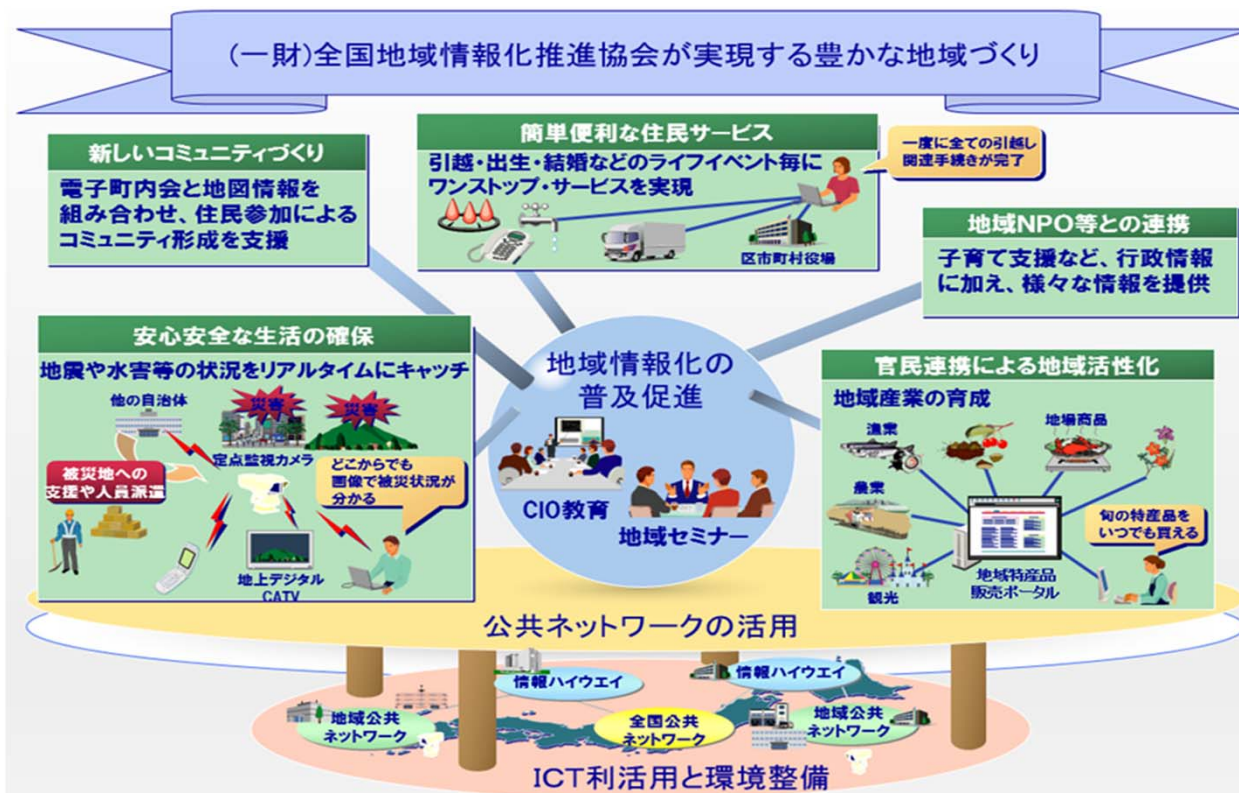 (一財)全国地域情報化推進協会が実現する豊かな地域づくり
簡単便利な住民サービス
引越・出生・結婚などのライフイベント毎に
ワンストップ・サービスを実現
一度に全ての引越し
関連手続きが完了
区市町村役場
新しいコミュニティづくり
電子町内会と地図情報を
組み合わせ、住民参加による
コミュニティ形成を支援
地域NPO等との連携
子育て支援など、行政情報
に加え、様々な情報を提供
安心安全な生活の確保
地震や水害等の状況をリアルタイムにキャッチ
他の自治体
災害
災害
定点監視カメラ
被災地への
支援や人員派遣
どこからでも
画像で被災状況が
分かる
地上デジタル
CATV
地域情報化の
普及促進
CIO教育
地域セミナー
官民連携による地域活性化
地域産業の育成
漁業
地場商品
農業
旬の特産品を
いつでも買える
観光
地域特産品
販売ポータル
公共ネットワークの活用
情報ハイウエイ
情報ハイウエイ
地域公共
ネットワーク
全国公共
ネットワーク
地域公共
ネットワーク
ICT利活用と環境整備